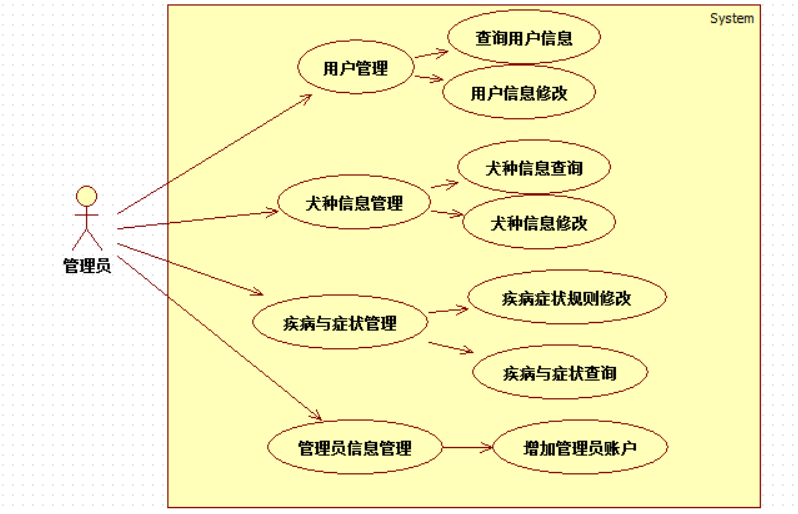 System
查询用户信息
用户管理
用户信息修改
犬种信息查询
犬种信息管理
犬种信息修改
管理员
疾病症状规则修改
疾病与症状管理
疾病与症状查询
管理员信息管理
增加管理员账户